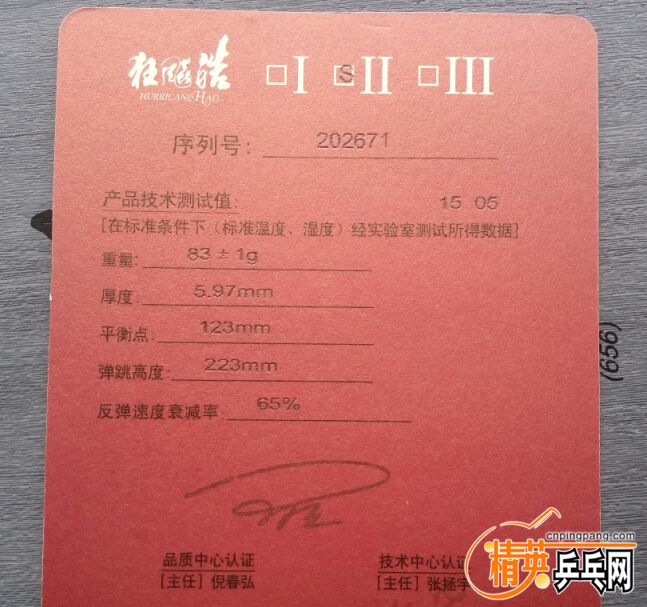 狂飚皓 □I □SII □III
HURRICANE HAO
序列号： 202671
产品技术测试值： 15 05
[在标准条件下（标准温度、湿度）经实验室测试所得数据]
重量： 83 ± 1g
厚度： 5.97mm
平衡点： 123mm
弹跳高度： 223mm
反弹速度衰减率： 65%
(656)
品质中心认证 技术中心认证
[主任] 倪春弘 [主任] 张拯宇
cnpingpang.com
精英乒乓网